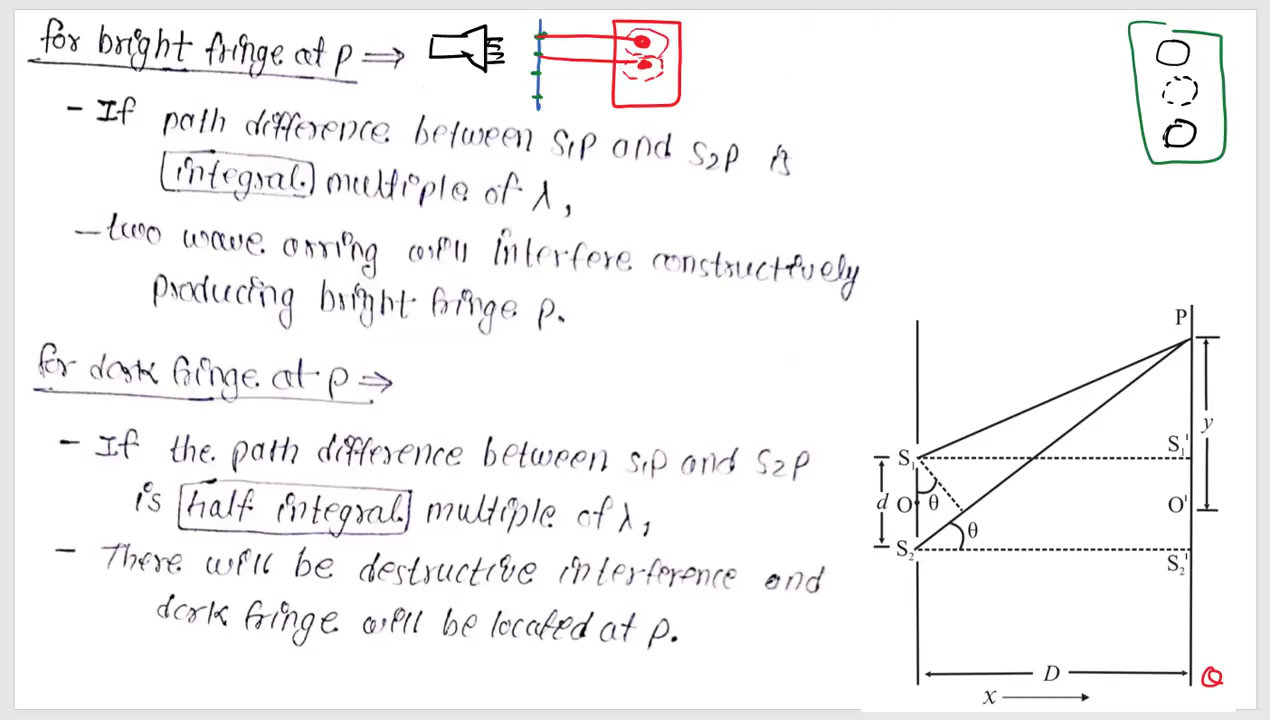 for bright fringe at p ⇒
- If path difference between S1P and S2P is
integral multiple of λ,
- two wave arring will interfere constructively
producing bright fringe p.
for dark fringe at p ⇒
- If the path difference between S1P and S2P
is half integral multiple of λ,
- There will be destructive interference and
dark fringe will be located at p.
P
y
S1 S1'
d O θ O'
θ
S2 S2'
D
x